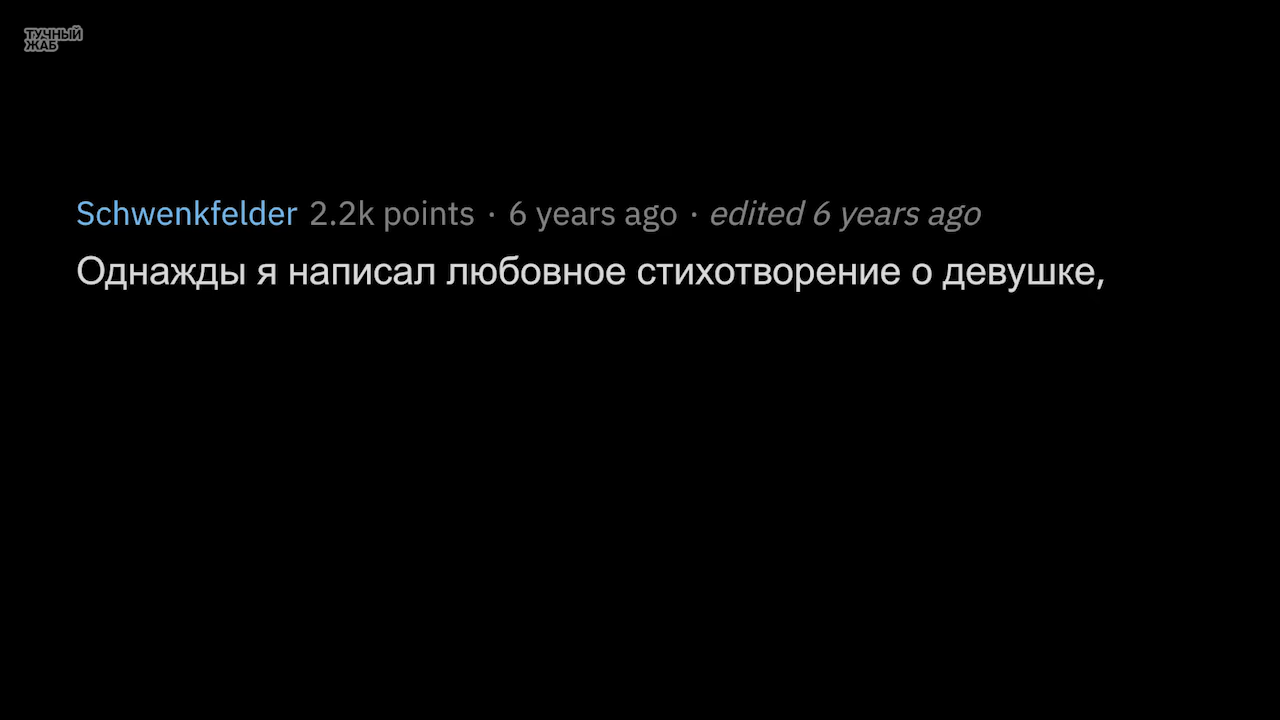 ТУЧНЫЙ
ЖАБ
Schwenkfelder 2.2k points · 6 years ago · edited 6 years ago
Однажды я написал любовное стихотворение о девушке,